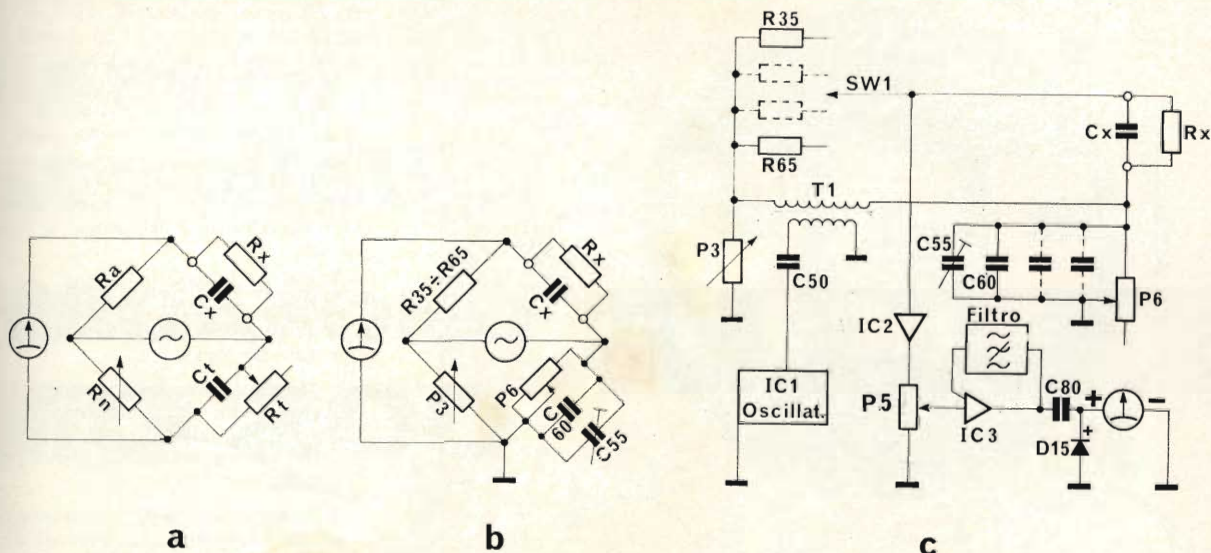 Ra
Rx
Cx
Rn
Ct
Rt
a
R35÷R65
Rx
Cx
P3
P6
C
60
C55
b
R35
SW1
R65
Cx
Rx
T1
P3
C50
C55
C60
P6
IC2
Filtro
IC1
Oscillat.
P5
IC3
C80
+
−
D15
+
c